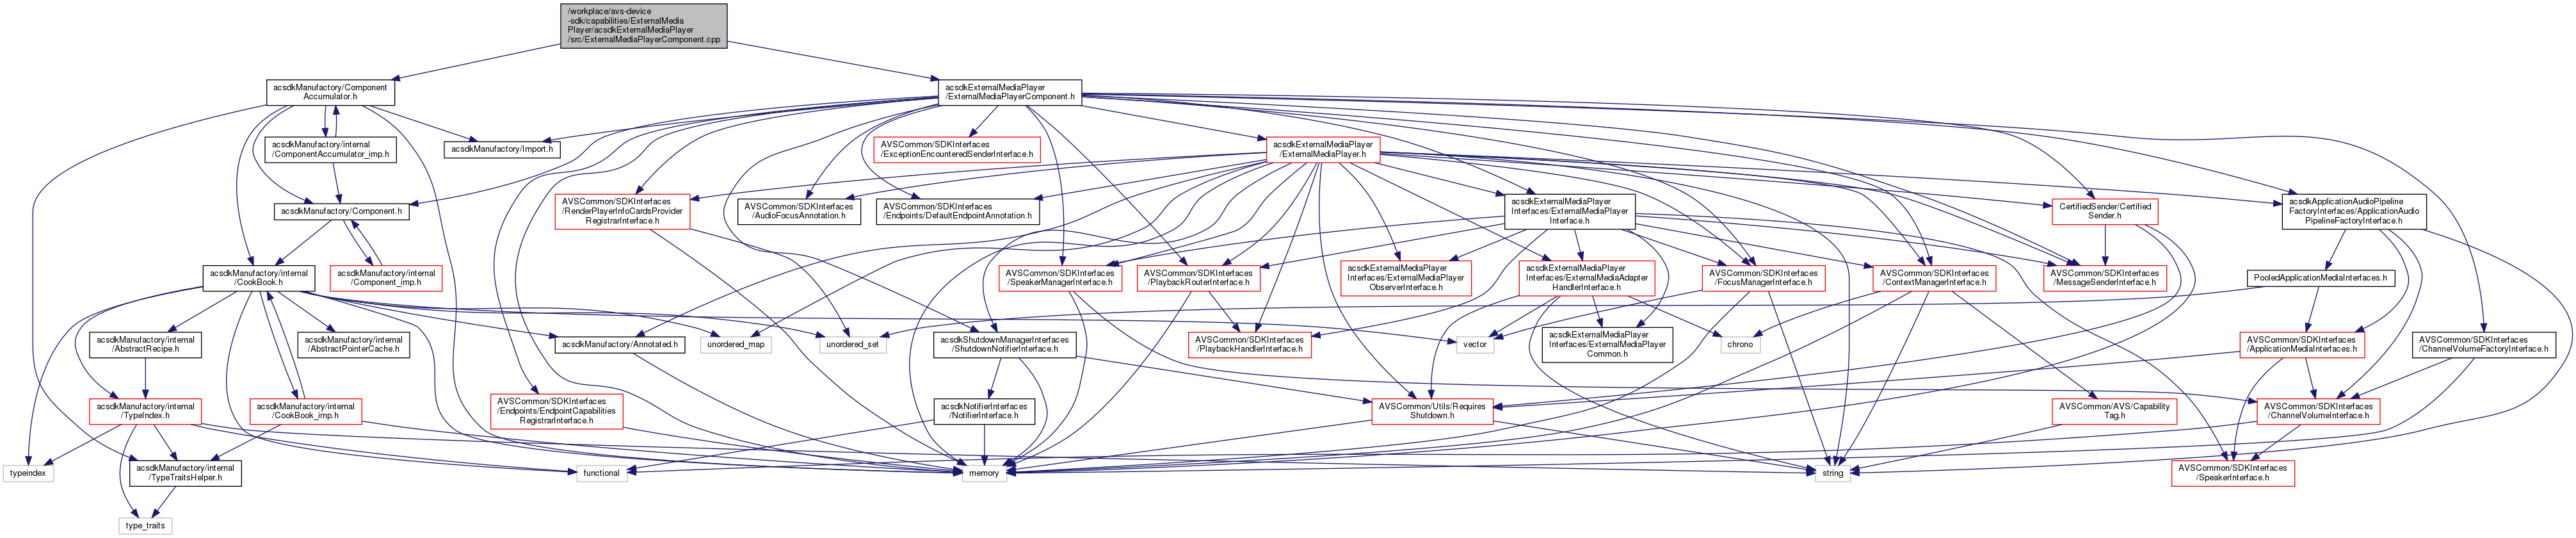 /workplace/avs-device
-sdk/capabilities/ExternalMedia
Player/acsdkExternalMediaPlayer
/src/ExternalMediaPlayerComponent.cpp
acsdkManufactory/Component
Accumulator.h
acsdkExternalMediaPlayer
/ExternalMediaPlayerComponent.h
acsdkManufactory/internal
/ComponentAccumulator_imp.h
acsdkManufactory/Import.h
AVSCommon/SDKInterfaces
/ExceptionEncounteredSenderInterface.h
acsdkExternalMediaPlayer
/ExternalMediaPlayer.h
acsdkManufactory/Component.h
AVSCommon/SDKInterfaces
/RenderPlayerInfoCardsProvider
RegistrarInterface.h
AVSCommon/SDKInterfaces
/AudioFocusAnnotation.h
AVSCommon/SDKInterfaces
/Endpoints/DefaultEndpointAnnotation.h
acsdkExternalMediaPlayer
Interfaces/ExternalMediaPlayer
Interface.h
CertifiedSender/Certified
Sender.h
acsdkApplicationAudioPipeline
FactoryInterfaces/ApplicationAudio
PipelineFactoryInterface.h
acsdkManufactory/internal
/CookBook.h
acsdkManufactory/internal
/Component_imp.h
AVSCommon/SDKInterfaces
/SpeakerManagerInterface.h
AVSCommon/SDKInterfaces
/PlaybackRouterInterface.h
acsdkExternalMediaPlayer
Interfaces/ExternalMediaPlayer
ObserverInterface.h
acsdkExternalMediaPlayer
Interfaces/ExternalMediaAdapter
HandlerInterface.h
AVSCommon/SDKInterfaces
/FocusManagerInterface.h
AVSCommon/SDKInterfaces
/ContextManagerInterface.h
AVSCommon/SDKInterfaces
/MessageSenderInterface.h
PooledApplicationMediaInterfaces.h
acsdkManufactory/internal
/AbstractRecipe.h
acsdkManufactory/internal
/AbstractPointerCache.h
acsdkManufactory/Annotated.h
unordered_map
unordered_set
acsdkShutdownManagerInterfaces
/ShutdownNotifierInterface.h
AVSCommon/SDKInterfaces
/PlaybackHandlerInterface.h
vector
acsdkExternalMediaPlayer
Interfaces/ExternalMediaPlayer
Common.h
chrono
AVSCommon/SDKInterfaces
/ApplicationMediaInterfaces.h
AVSCommon/SDKInterfaces
/ChannelVolumeFactoryInterface.h
acsdkManufactory/internal
/TypeIndex.h
acsdkManufactory/internal
/CookBook_imp.h
AVSCommon/SDKInterfaces
/Endpoints/EndpointCapabilities
RegistrarInterface.h
acsdkNotifierInterfaces
/NotifierInterface.h
AVSCommon/Utils/Requires
Shutdown.h
AVSCommon/AVS/Capability
Tag.h
AVSCommon/SDKInterfaces
/ChannelVolumeInterface.h
typeindex
acsdkManufactory/internal
/TypeTraitsHelper.h
functional
memory
string
AVSCommon/SDKInterfaces
/SpeakerInterface.h
type_traits